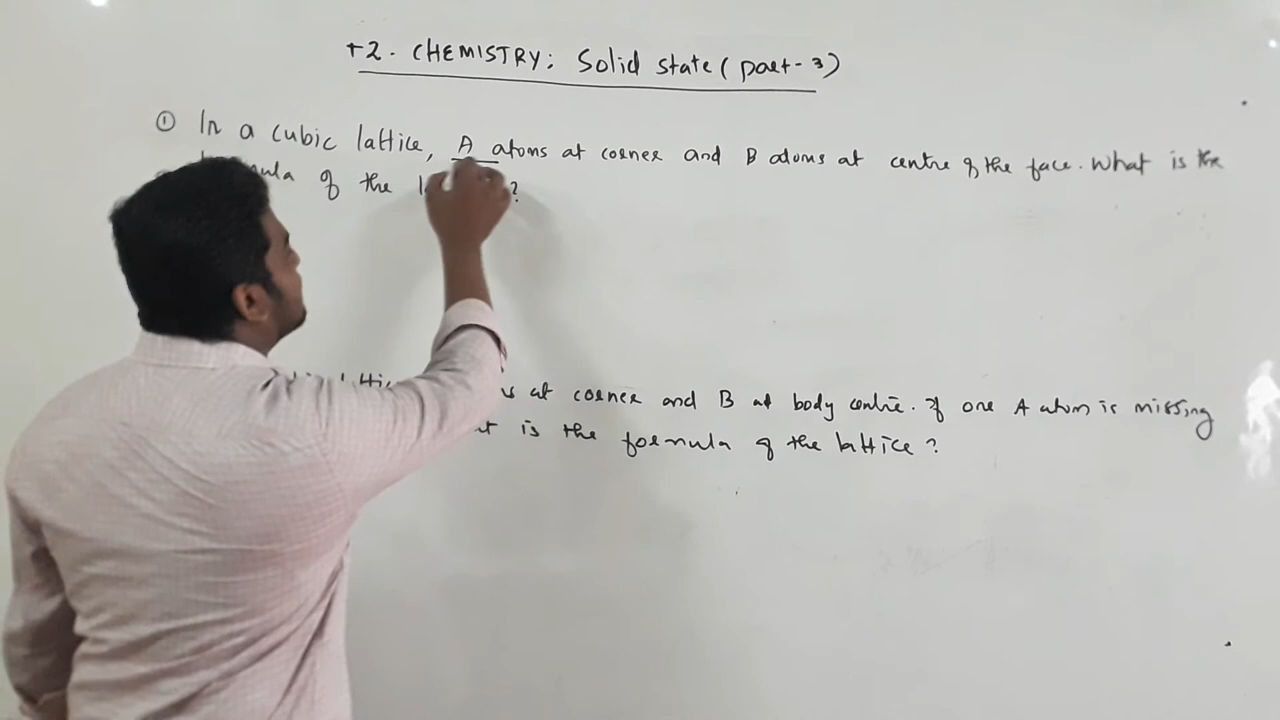 +2. CHEMISTRY: Solid state (part-3)
① In a cubic lattice, A atoms at corner and B atoms at centre of the face. What is the
of the ?
at corner and B at body centre. If one A atom is missing
is the formula of the lattice ?